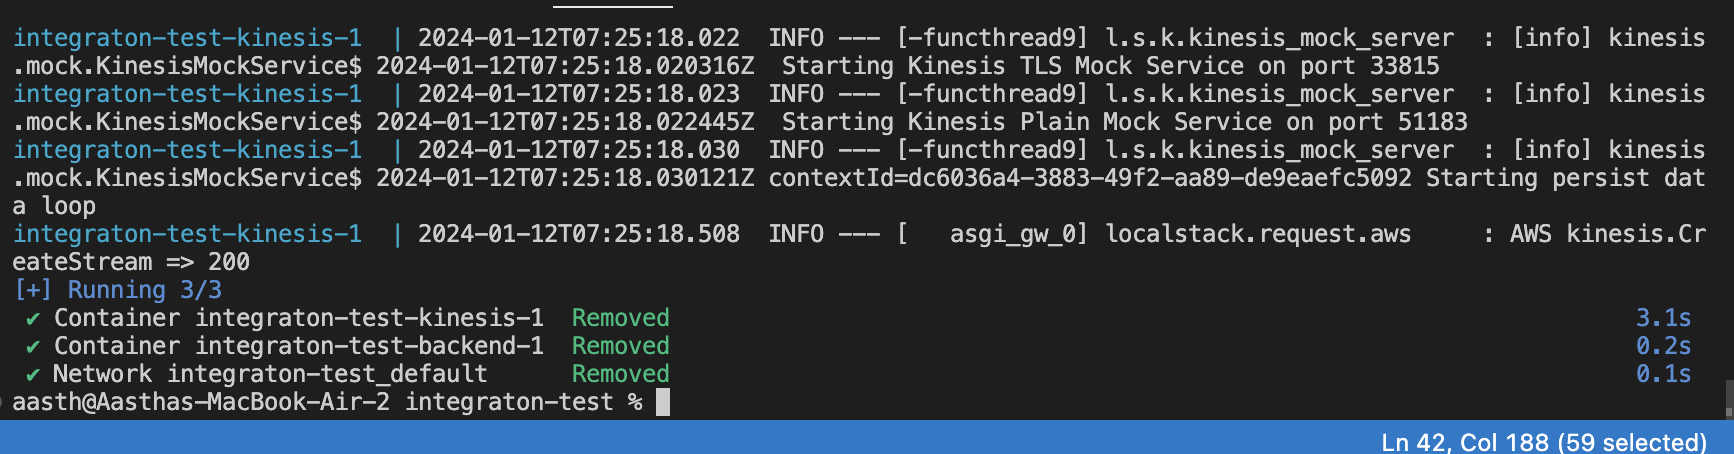 integraton-test-kinesis-1  | 2024-01-12T07:25:18.022  INFO --- [-functhread9] l.s.k.kinesis_mock_server  : [info] kinesis
.mock.KinesisMockService$ 2024-01-12T07:25:18.020316Z  Starting Kinesis TLS Mock Service on port 33815
integraton-test-kinesis-1  | 2024-01-12T07:25:18.023  INFO --- [-functhread9] l.s.k.kinesis_mock_server  : [info] kinesis
.mock.KinesisMockService$ 2024-01-12T07:25:18.022445Z  Starting Kinesis Plain Mock Service on port 51183
integraton-test-kinesis-1  | 2024-01-12T07:25:18.030  INFO --- [-functhread9] l.s.k.kinesis_mock_server  : [info] kinesis
.mock.KinesisMockService$ 2024-01-12T07:25:18.030121Z contextId=dc6036a4-3883-49f2-aa89-de9eaefc5092 Starting persist dat
a loop
integraton-test-kinesis-1  | 2024-01-12T07:25:18.508  INFO --- [   asgi_gw_0] localstack.request.aws     : AWS kinesis.Cr
eateStream => 200
[+] Running 3/3
✔ Container integraton-test-kinesis-1  Removed 3.1s
✔ Container integraton-test-backend-1  Removed 0.2s
✔ Network integraton-test_default      Removed 0.1s
aasth@Aasthas-MacBook-Air-2 integraton-test %
Ln 42, Col 188 (59 selected)